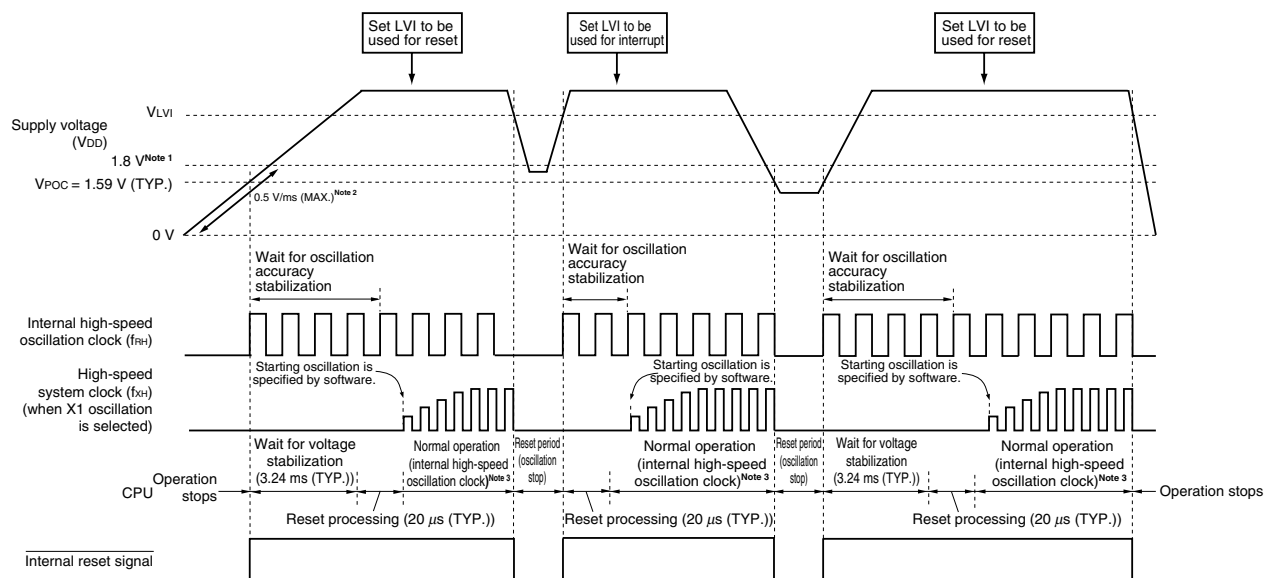 Set LVI to be
used for reset
Set LVI to be
used for interrupt
Set LVI to be
used for reset
Supply voltage
(VDD)
VLVI
1.8 V Note 1
VPOC = 1.59 V (TYP.)
0.5 V/ms (MAX.) Note 2
0 V
Wait for oscillation
accuracy
stabilization
Wait for oscillation
accuracy
stabilization
Wait for oscillation
accuracy
stabilization
Internal high-speed
oscillation clock (fRH)
Starting oscillation is
specified by software.
Starting oscillation is
specified by software.
Starting oscillation is
specified by software.
High-speed
system clock (fXH)
(when X1 oscillation
is selected)
Wait for voltage
stabilization
(3.24 ms (TYP.))
Normal operation
(internal high-speed
oscillation clock) Note 3
Reset period
(oscillation
stop)
Normal operation
(internal high-speed
oscillation clock) Note 3
Reset period
(oscillation
stop)
Wait for voltage
stabilization
(3.24 ms (TYP.))
Normal operation
(internal high-speed
oscillation clock) Note 3
CPU
Operation
stops
Operation stops
Reset processing (20 μs (TYP.))
Reset processing (20 μs (TYP.))
Reset processing (20 μs (TYP.))
Internal reset signal